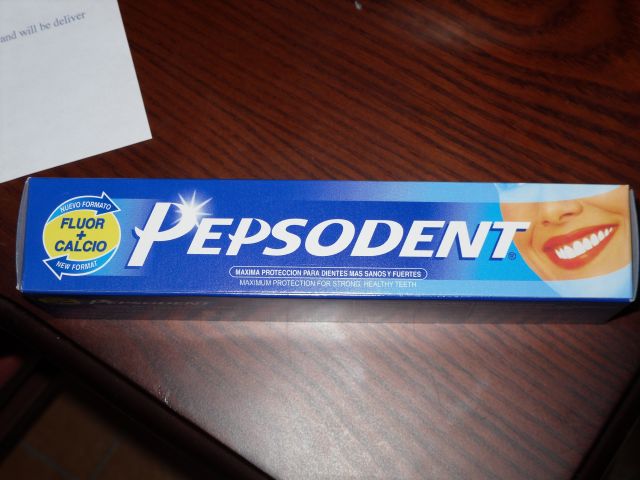 and will be deliver
NUEVO FORMATO
FLUOR
+
CALCIO
NEW FORMAT
PEPSODENT®
MAXIMA PROTECCION PARA DIENTES MAS SANOS Y FUERTES
MAXIMUM PROTECTION FOR STRONG, HEALTHY TEETH
PEPSODENT